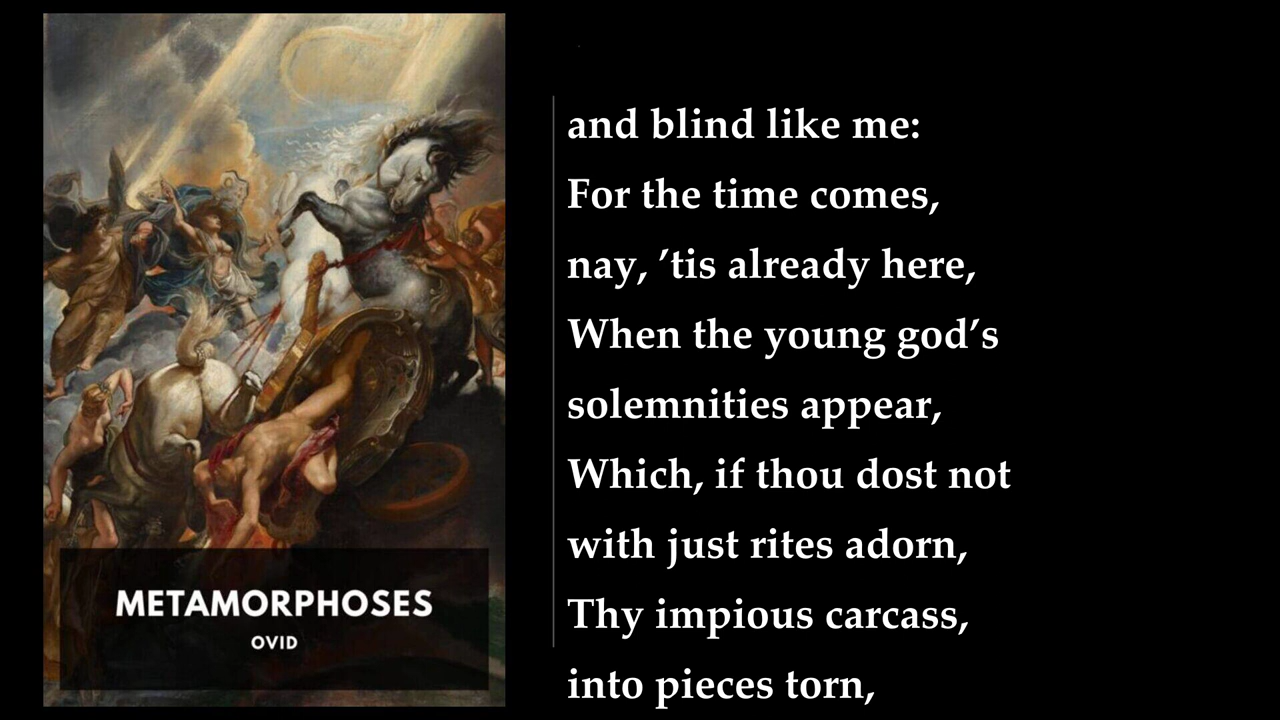 METAMORPHOSES
OVID
and blind like me:
For the time comes,
nay, ’tis already here,
When the young god’s
solemnities appear,
Which, if thou dost not
with just rites adorn,
Thy impious carcass,
into pieces torn,